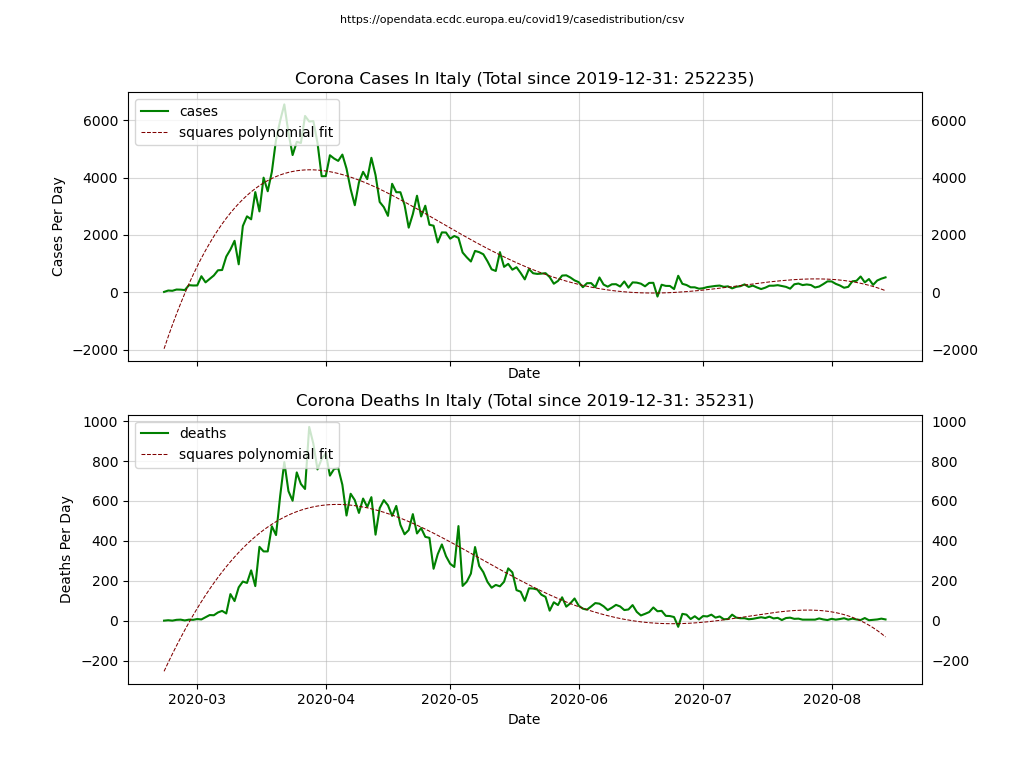 https://opendata.ecdc.europa.eu/covid19/casedistribution/csv
Corona Cases In Italy (Total since 2019-12-31: 252235)
cases
squares polynomial fit
Cases Per Day
6000
4000
2000
0
−2000
6000
4000
2000
0
−2000
Date
Corona Deaths In Italy (Total since 2019-12-31: 35231)
deaths
squares polynomial fit
Deaths Per Day
1000
800
600
400
200
0
−200
1000
800
600
400
200
0
−200
2020-03 2020-04 2020-05 2020-06 2020-07 2020-08
Date